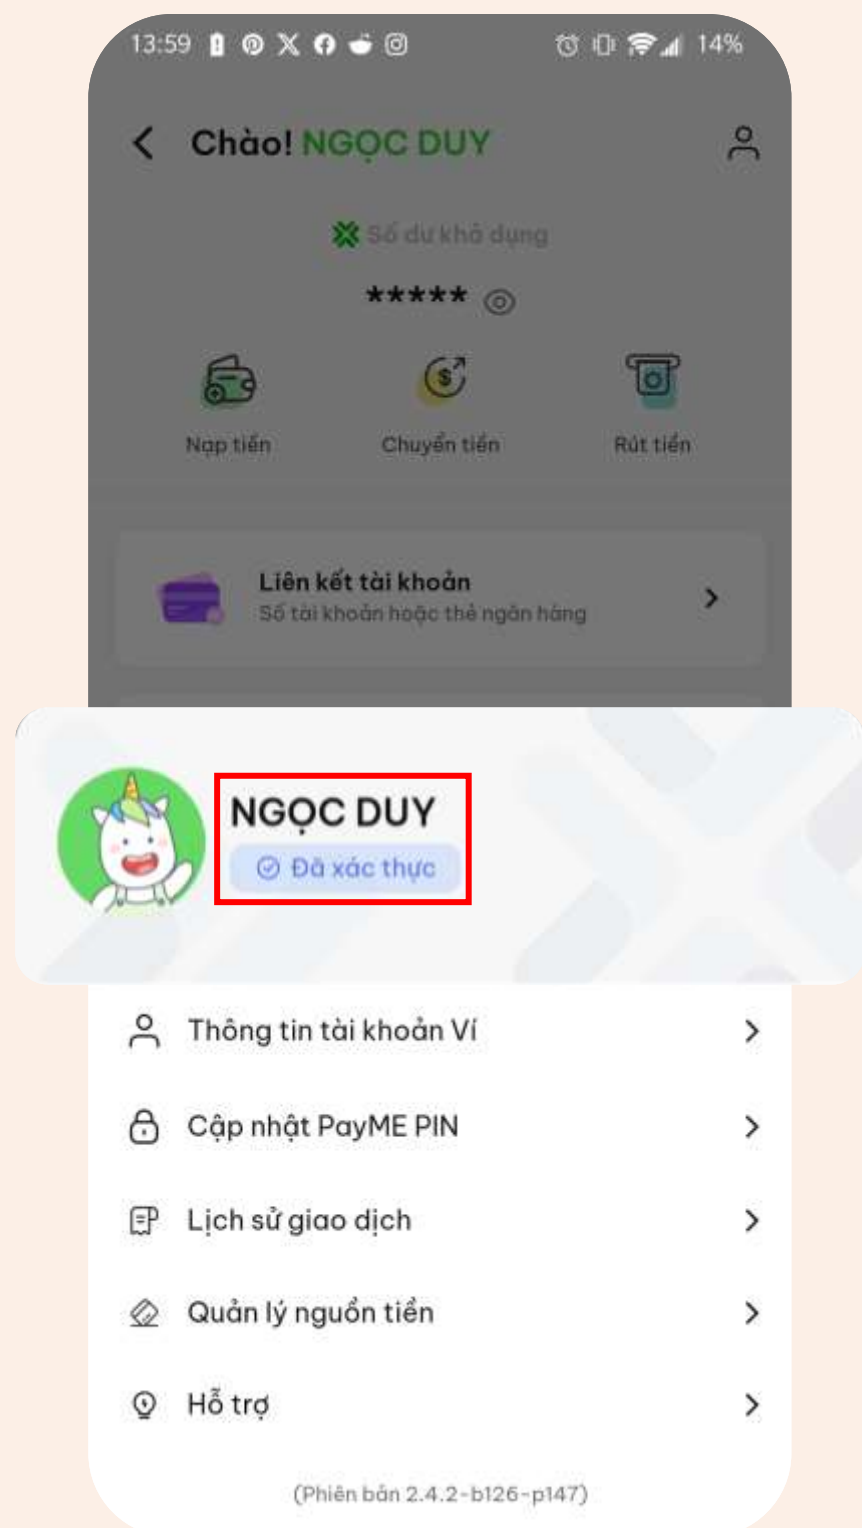 13:59 14%
Chào! NGỌC DUY
Số dư khả dụng
*****
Nạp tiền Chuyển tiền Rút tiền
Liên kết tài khoản
Số tài khoản hoặc thẻ ngân hàng
NGỌC DUY
Đã xác thực
Thông tin tài khoản Ví
Cập nhật PayME PIN
Lịch sử giao dịch
Quản lý nguồn tiền
Hỗ trợ
(Phiên bản 2.4.2-b126-p147)